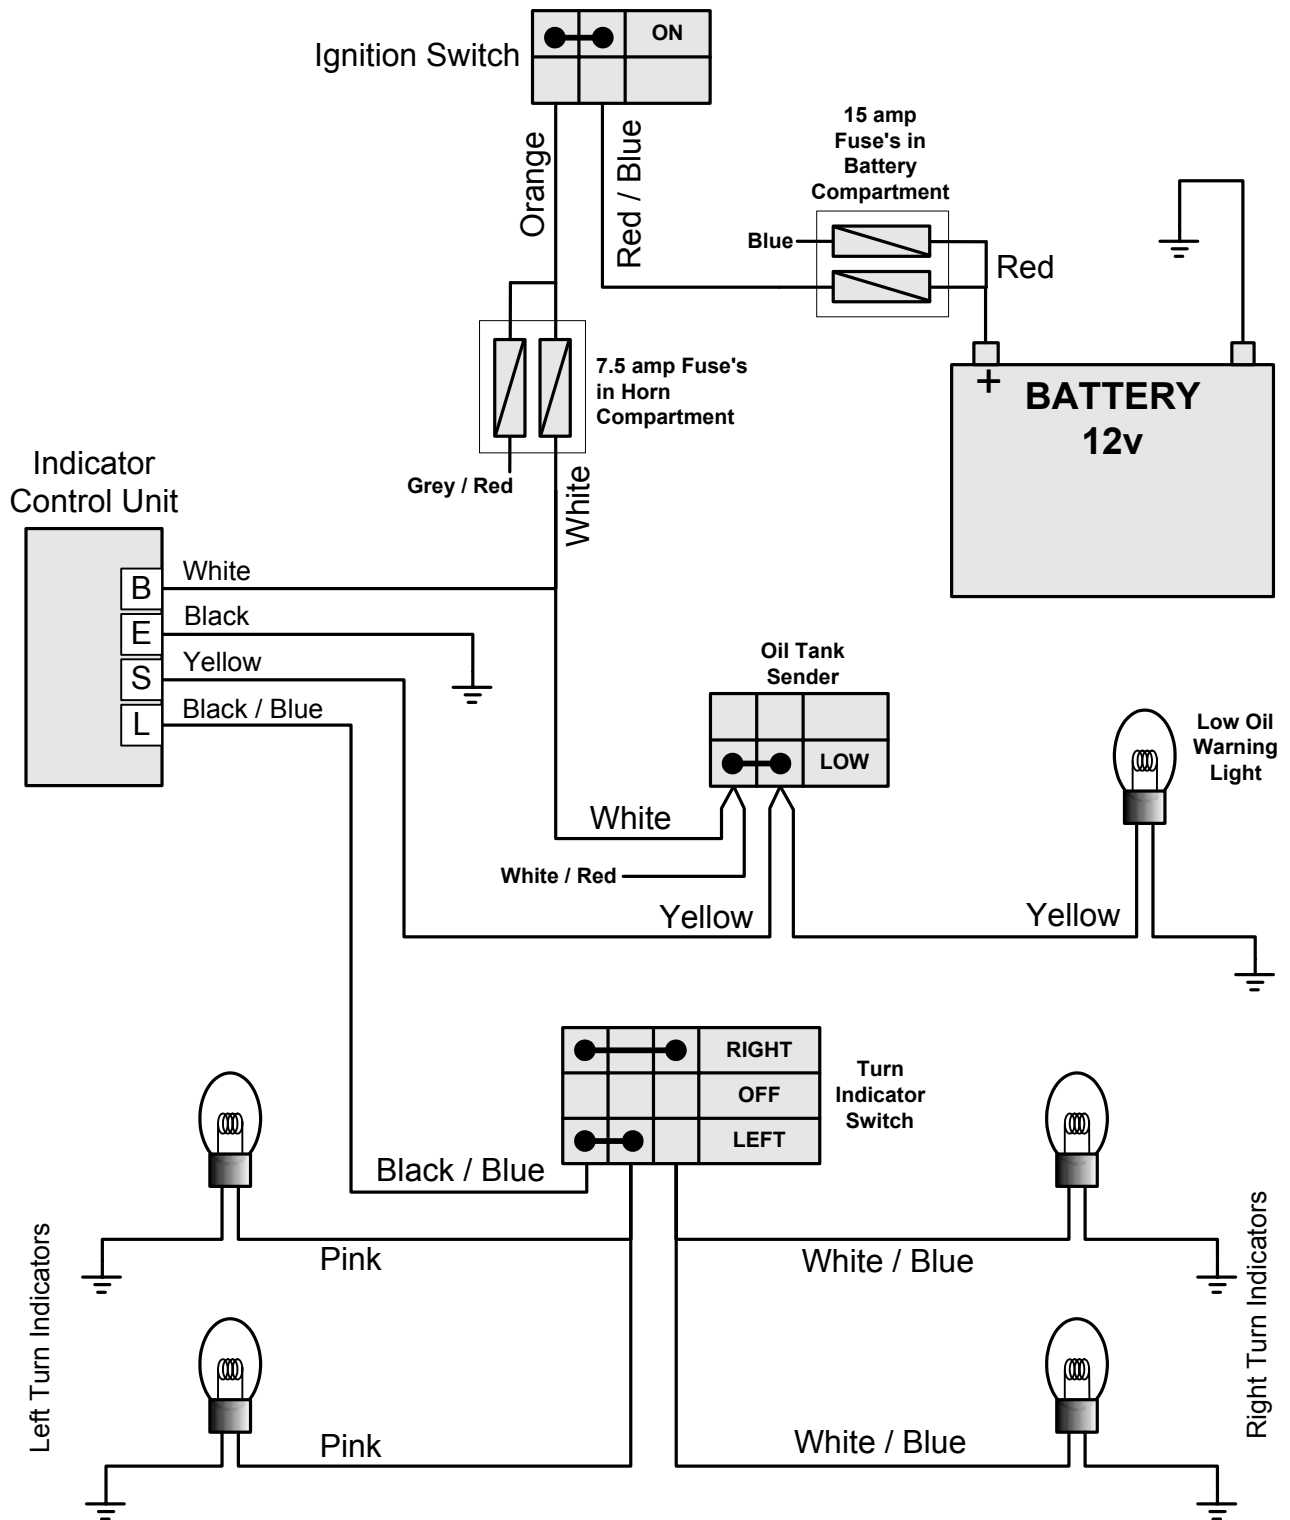 ON
Ignition Switch
Orange
Red / Blue
15 amp
Fuse's in
Battery
Compartment
Blue
Red
+
BATTERY
12v
7.5 amp Fuse's
in Horn
Compartment
Grey / Red
White
Indicator
Control Unit
B
White
E
Black
S
Yellow
L
Black / Blue
Oil Tank
Sender
LOW
Low Oil
Warning
Light
White
White / Red
Yellow
Yellow
RIGHT
OFF
LEFT
Turn
Indicator
Switch
Black / Blue
Left Turn Indicators
Pink
White / Blue
Right Turn Indicators
Pink
White / Blue